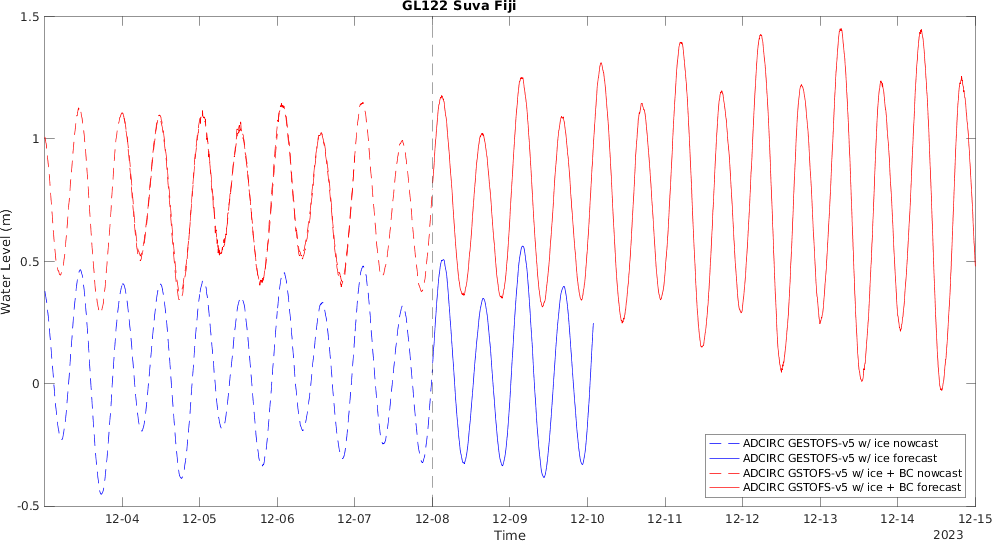 GL122 Suva Fiji
Water Level (m)
1.5
1
0.5
0
-0.5
12-04 12-05 12-06 12-07 12-08 12-09 12-10 12-11 12-12 12-13 12-14 12-15
Time
2023
ADCIRC GESTOFS-v5 w/ ice nowcast
ADCIRC GESTOFS-v5 w/ ice forecast
ADCIRC GSTOFS-v5 w/ ice + BC nowcast
ADCIRC GSTOFS-v5 w/ ice + BC forecast